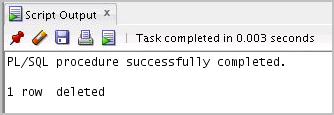 Script Output x
Task completed in 0.003 seconds
PL/SQL procedure successfully completed.
1 row  deleted